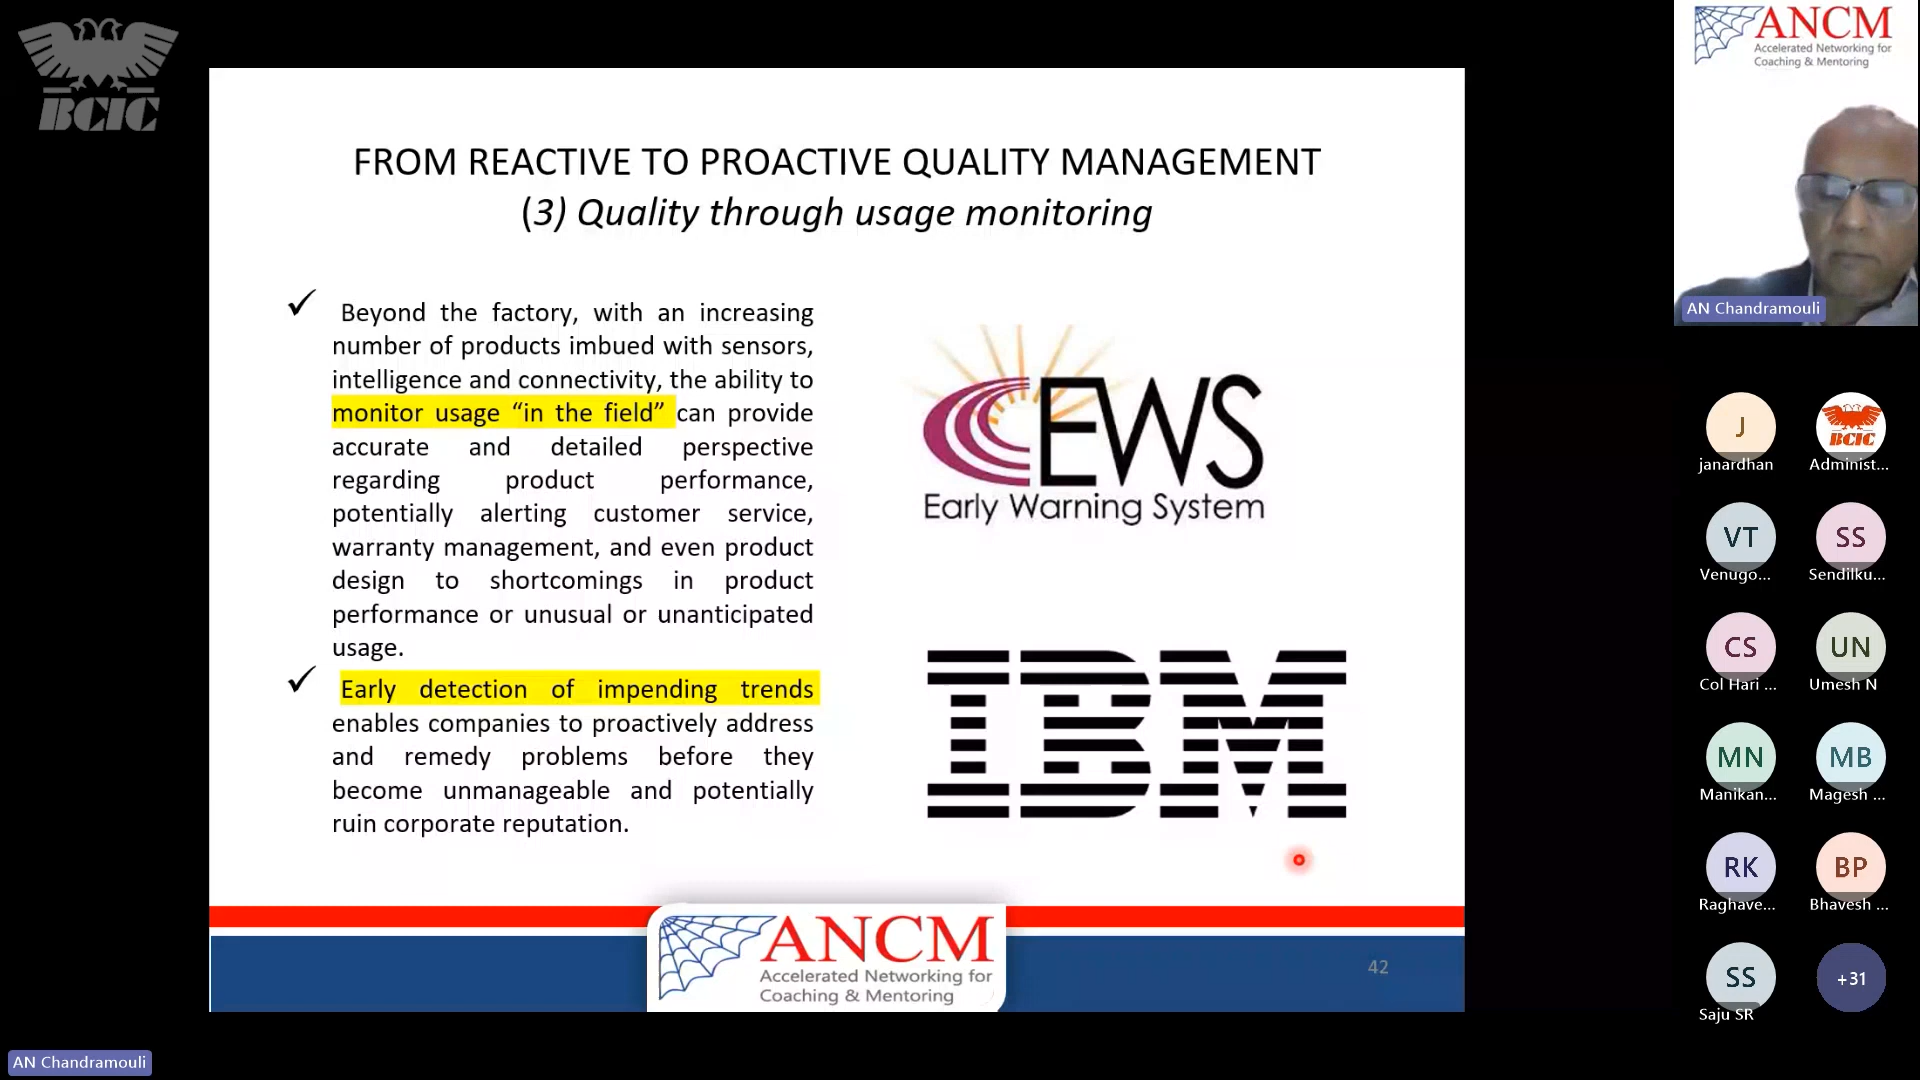 BCIC
FROM REACTIVE TO PROACTIVE QUALITY MANAGEMENT
(3) Quality through usage monitoring
✓ Beyond the factory, with an increasing
number of products imbued with sensors,
intelligence and connectivity, the ability to
monitor usage “in the field” can provide
accurate and detailed perspective
regarding product performance,
potentially alerting customer service,
warranty management, and even product
design to shortcomings in product
performance or unusual or unanticipated
usage.
✓ Early detection of impending trends
enables companies to proactively address
and remedy problems before they
become unmanageable and potentially
ruin corporate reputation.
EWS
Early Warning System
IBM
ANCM
Accelerated Networking for
Coaching & Mentoring
42
AN Chandramouli
ANCM
Accelerated Networking for
Coaching & Mentoring
AN Chandramouli
J
janardhan
BCIC
Administ...
VT
Venugo...
SS
Sendilku...
CS
Col Hari ...
UN
Umesh N
MN
Manikan...
MB
Magesh ...
RK
Raghave...
BP
Bhavesh ...
SS
Saju SR
+31